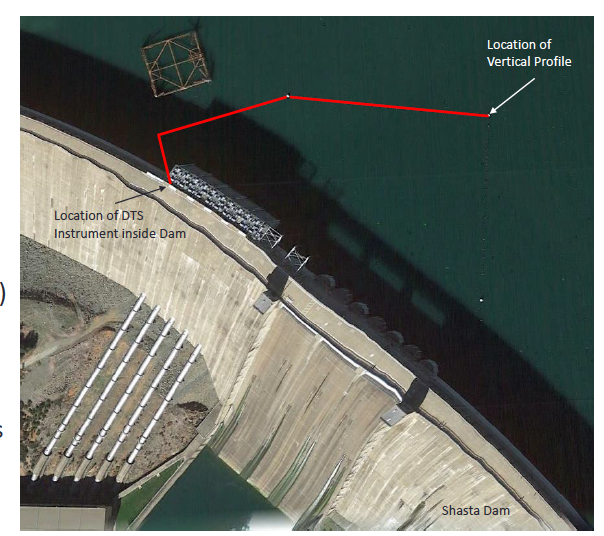 Location of
Vertical Profile
Location of DTS
Instrument inside Dam
)
s
Shasta Dam